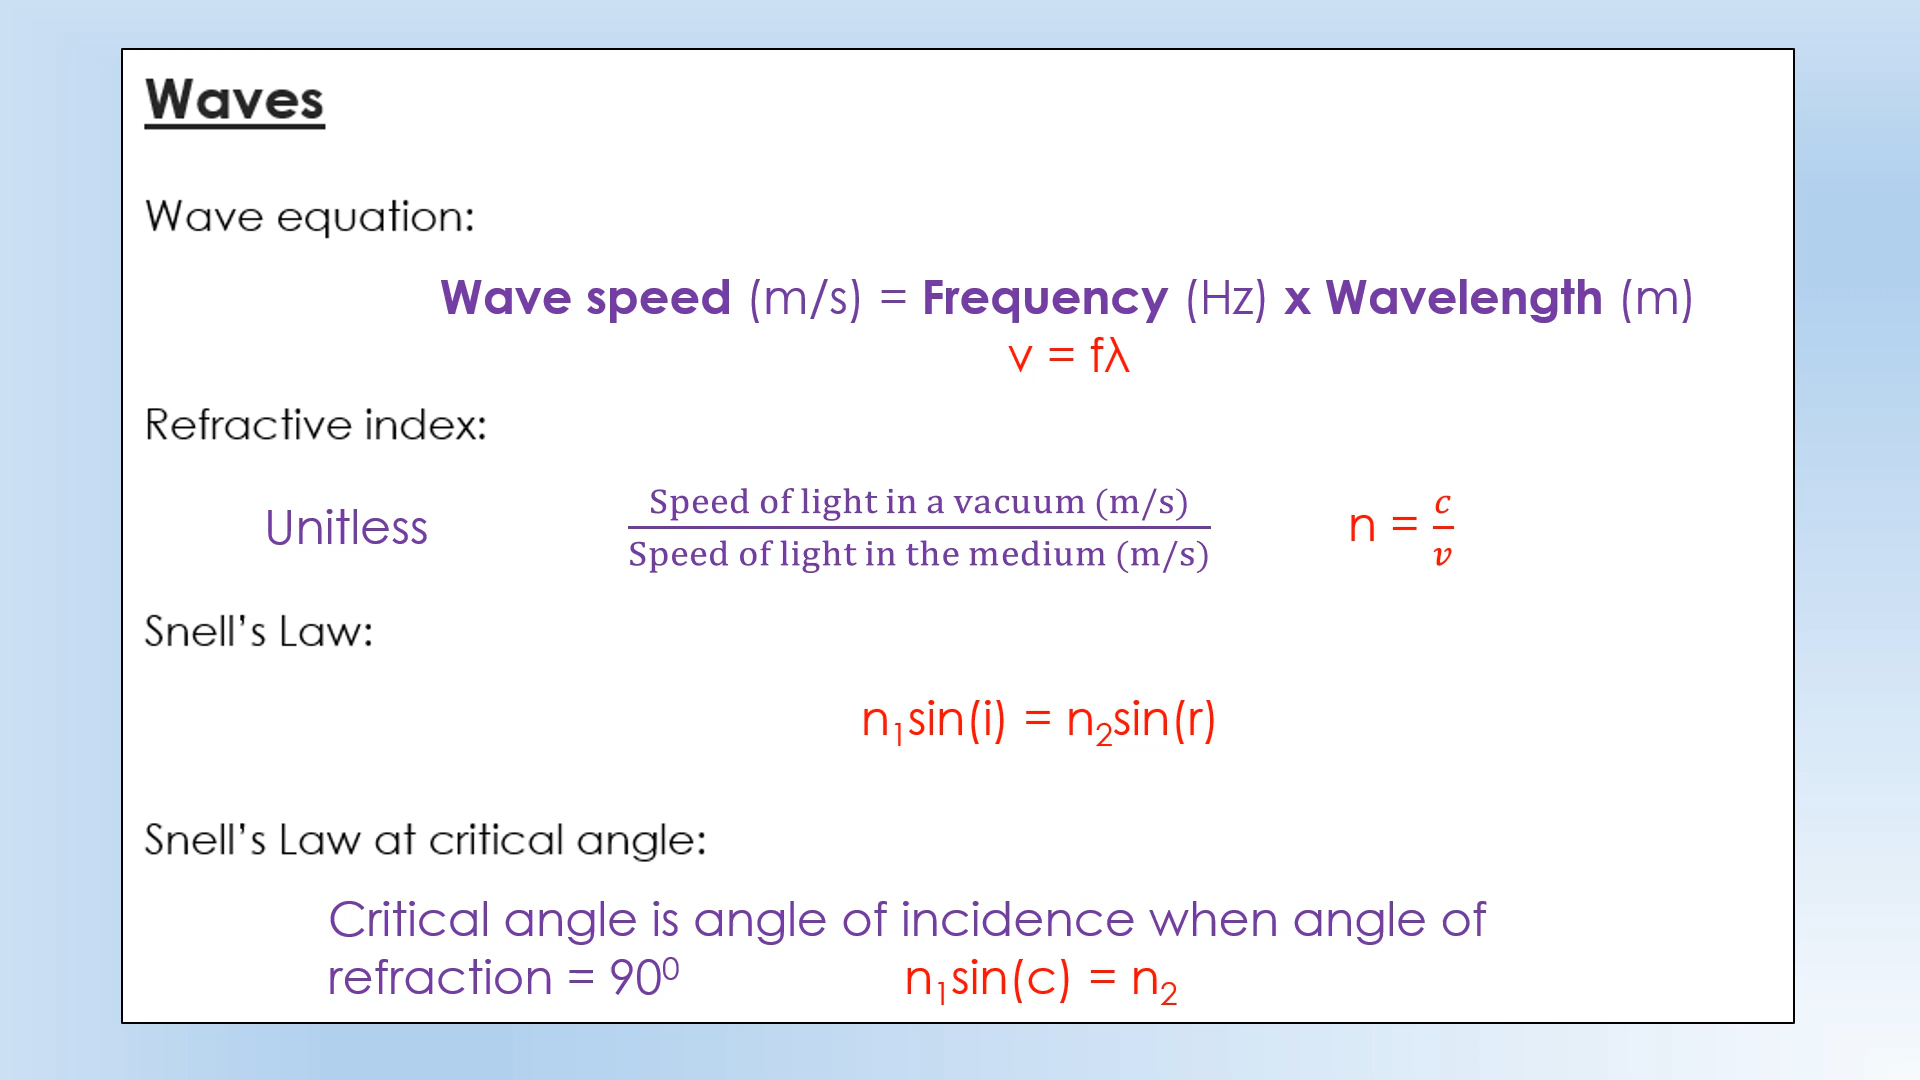 Waves
Wave equation:
Wave speed (m/s) = Frequency (Hz) x Wavelength (m)
v = fλ
Refractive index:
Unitless
Speed of light in a vacuum (m/s)
Speed of light in the medium (m/s)
n = c/v
Snell’s Law:
n₁sin(i) = n₂sin(r)
Snell’s Law at critical angle:
Critical angle is angle of incidence when angle of
refraction = 90⁰ n₁sin(c) = n₂